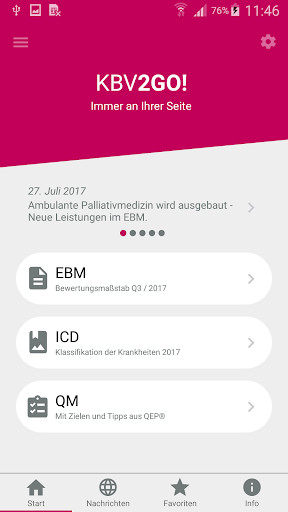 76% 11:46
KBV2GO!
Immer an Ihrer Seite
27. Juli 2017
Ambulante Palliativmedizin wird ausgebaut -
Neue Leistungen im EBM.
EBM
Bewertungsmaßstab Q3 / 2017
ICD
Klassifikation der Krankheiten 2017
QM
Mit Zielen und Tipps aus QEP®
Start Nachrichten Favoriten Info